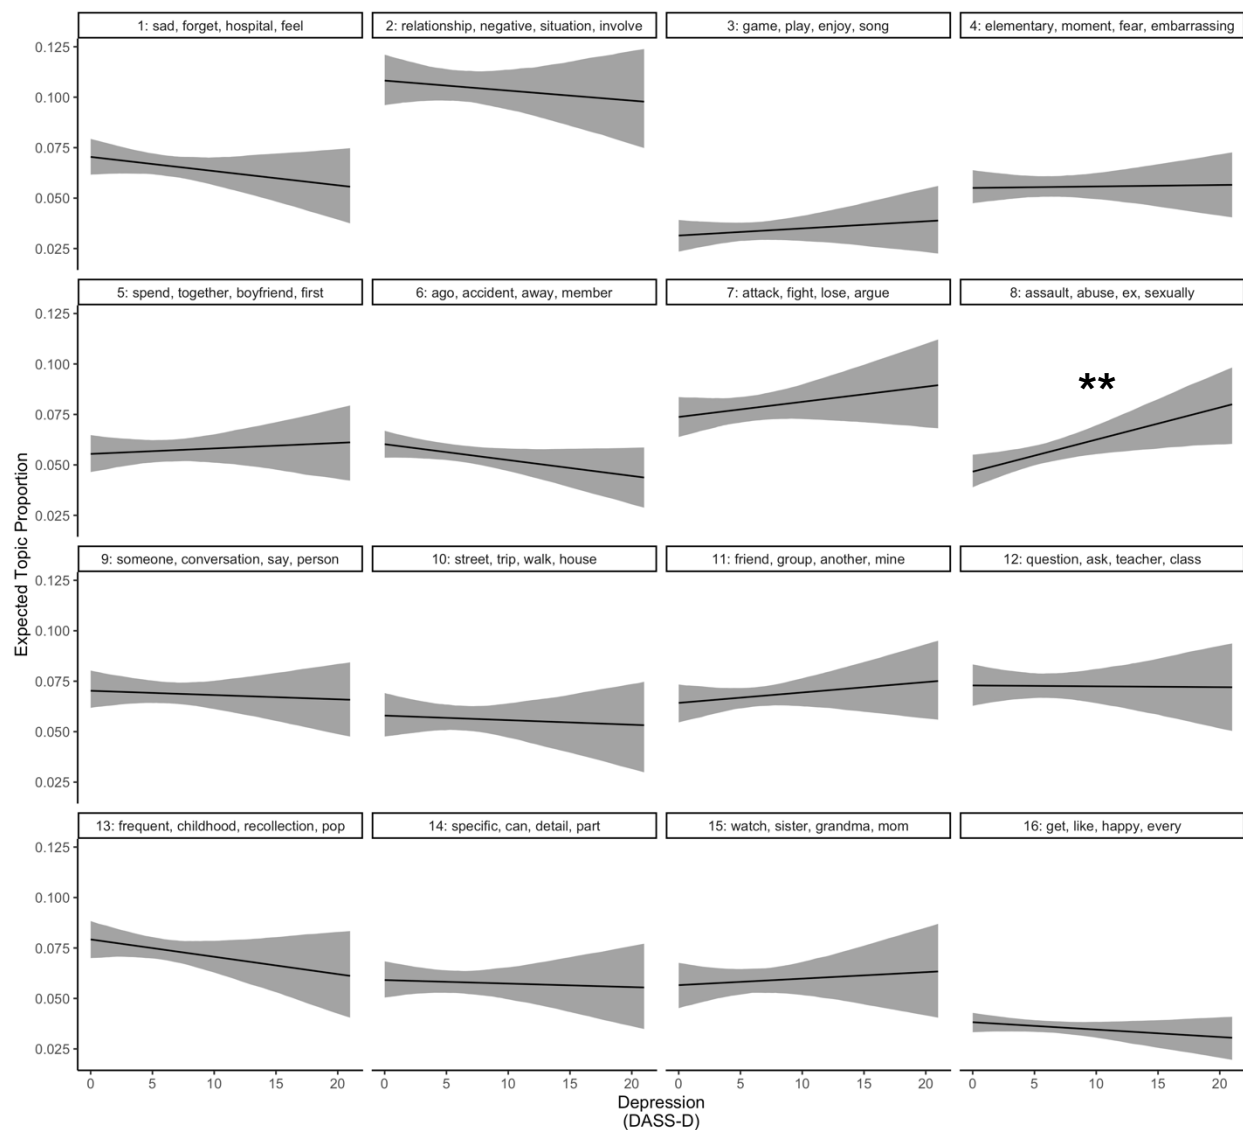 1: sad, forget, hospital, feel
2: relationship, negative, situation, involve
3: game, play, enjoy, song
4: elementary, moment, fear, embarrassing
0.125
0.100
0.075
0.050
0.025
5: spend, together, boyfriend, first
6: ago, accident, away, member
7: attack, fight, lose, argue
8: assault, abuse, ex, sexually
0.125
0.100
0.075
0.050
0.025
**
Expected Topic Proportion
9: someone, conversation, say, person
10: street, trip, walk, house
11: friend, group, another, mine
12: question, ask, teacher, class
0.125
0.100
0.075
0.050
0.025
13: frequent, childhood, recollection, pop
14: specific, can, detail, part
15: watch, sister, grandma, mom
16: get, like, happy, every
0.125
0.100
0.075
0.050
0.025
0 5 10 15 20
0 5 10 15 20
0 5 10 15 20
0 5 10 15 20
Depression
(DASS-D)